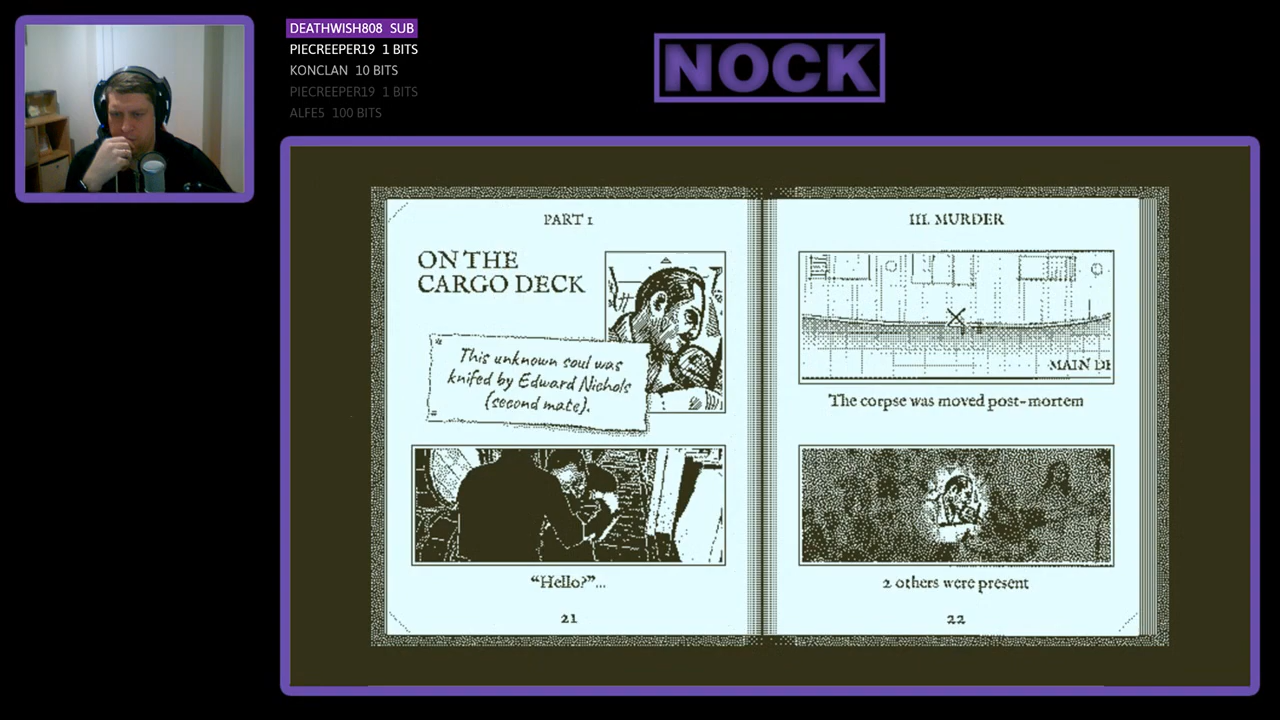 DEATHWISH808 SUB
PIECREEPER19 1 BITS
KONCLAN 10 BITS
PIECREEPER19 1 BITS
ALFE5 100 BITS
NOCK
PART I
ON THE
CARGO DECK
This unknown soul was
knifed by Edward Nichols
(second mate).
"Hello?"...
21
III. MURDER
MAIN DE
The corpse was moved post-mortem
2 others were present
22